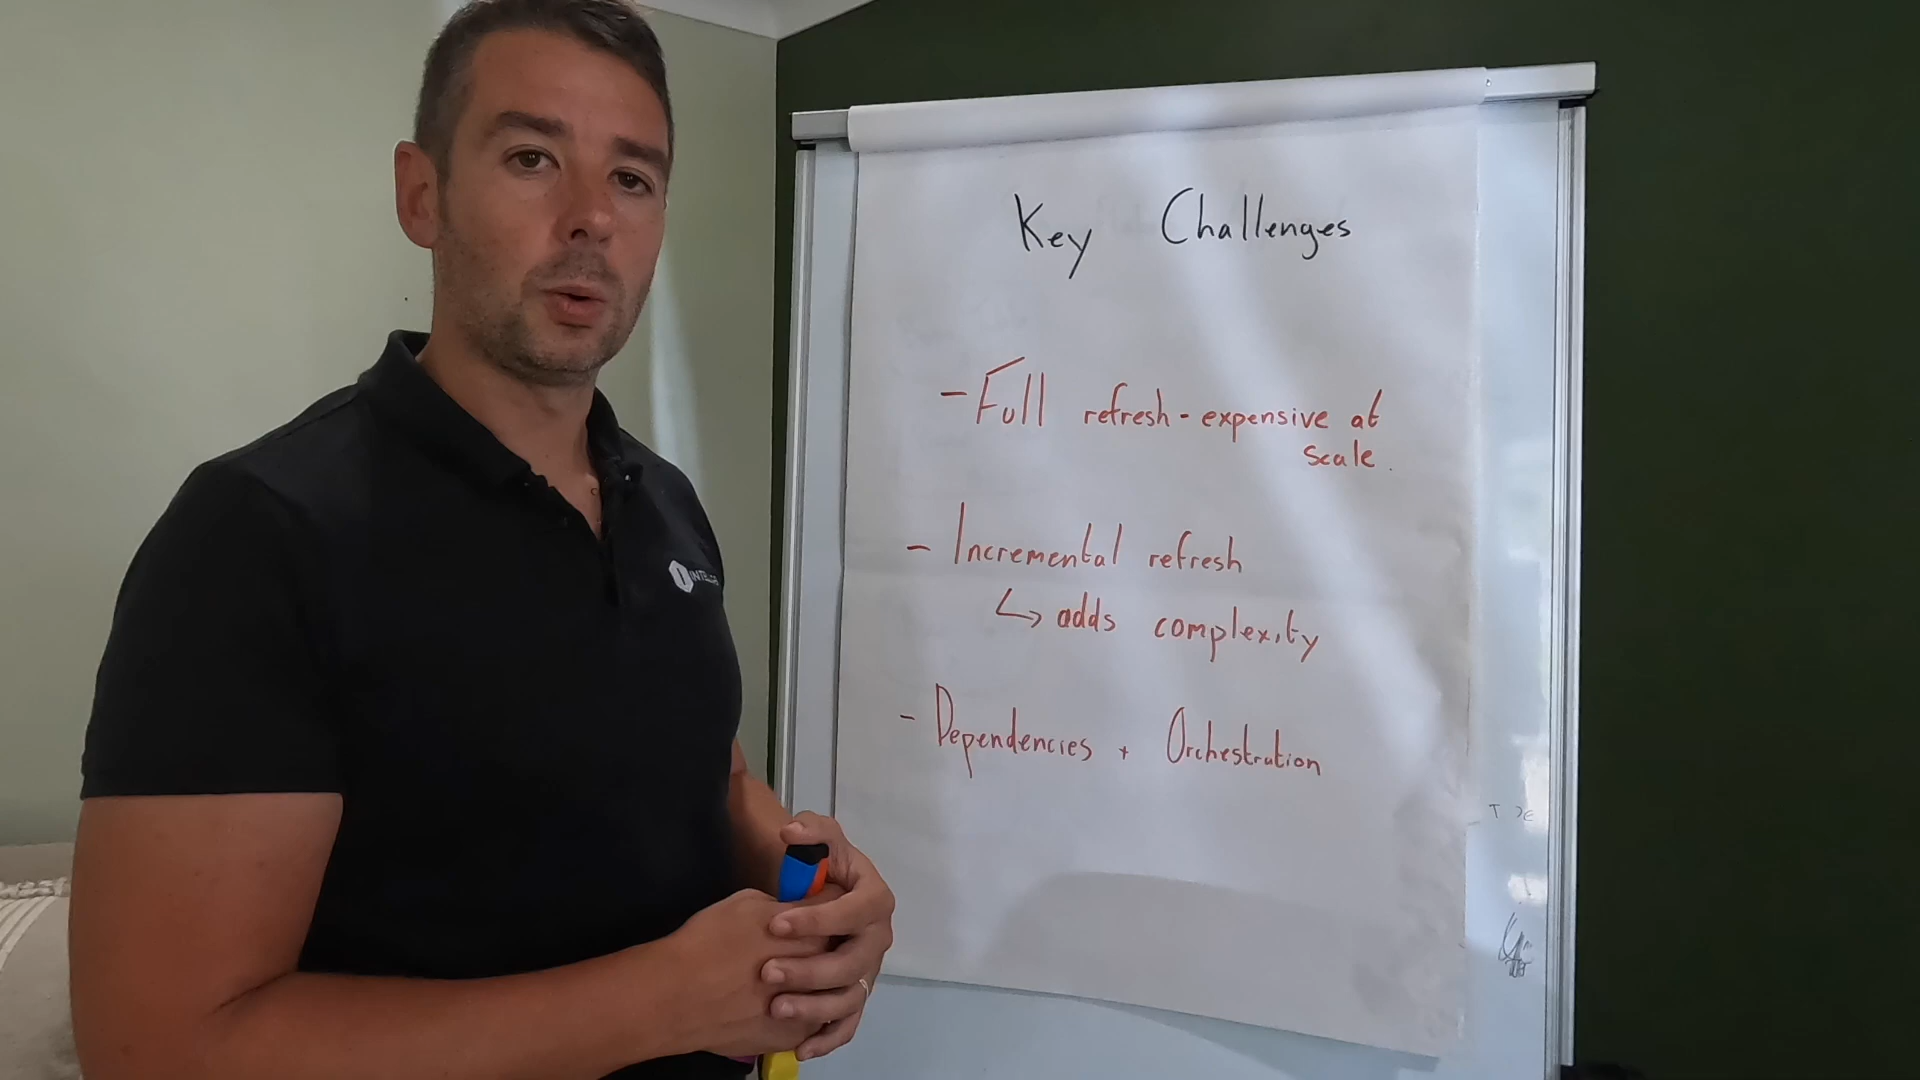 Key Challenges
- Full refresh - expensive at
scale.
- Incremental refresh
↳ adds complexity
- Dependencies + Orchestration